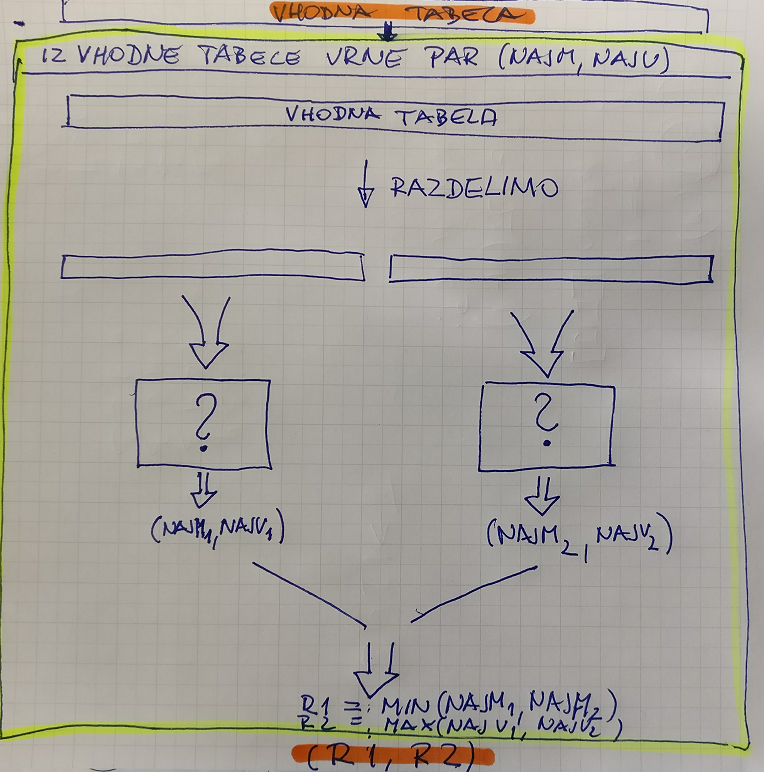 VHODNA TABELA
IZ VHODNE TABELE VRNE PAR (NAJM, NAJV)
VHODNA TABELA
RAZDELIMO
?
?
(NAJM1, NAJV1)
(NAJM2, NAJV2)
R1 = MIN(NAJM1, NAJM2)
R2 = MAX(NAJV1, NAJV2)
(R1, R2)